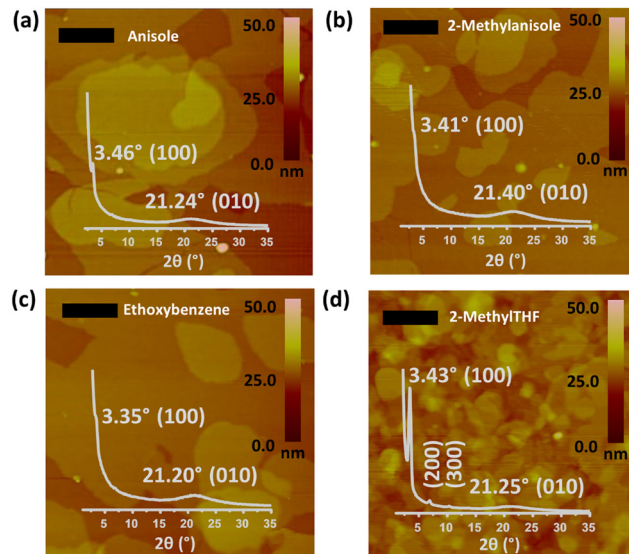 (a)
Anisole
50.0
25.0
0.0
nm
3.46° (100)
21.24° (010)
5 10 15 20 25 30 35
2θ (°)
(b)
2-Methylanisole
50.0
25.0
0.0
nm
3.41° (100)
21.40° (010)
5 10 15 20 25 30 35
2θ (°)
(c)
Ethoxybenzene
50.0
25.0
0.0
nm
3.35° (100)
21.20° (010)
5 10 15 20 25 30 35
2θ (°)
(d)
2-MethylTHF
50.0
25.0
0.0
nm
3.43° (100)
(200)
(300)
21.25° (010)
5 10 15 20 25 30 35
2θ (°)